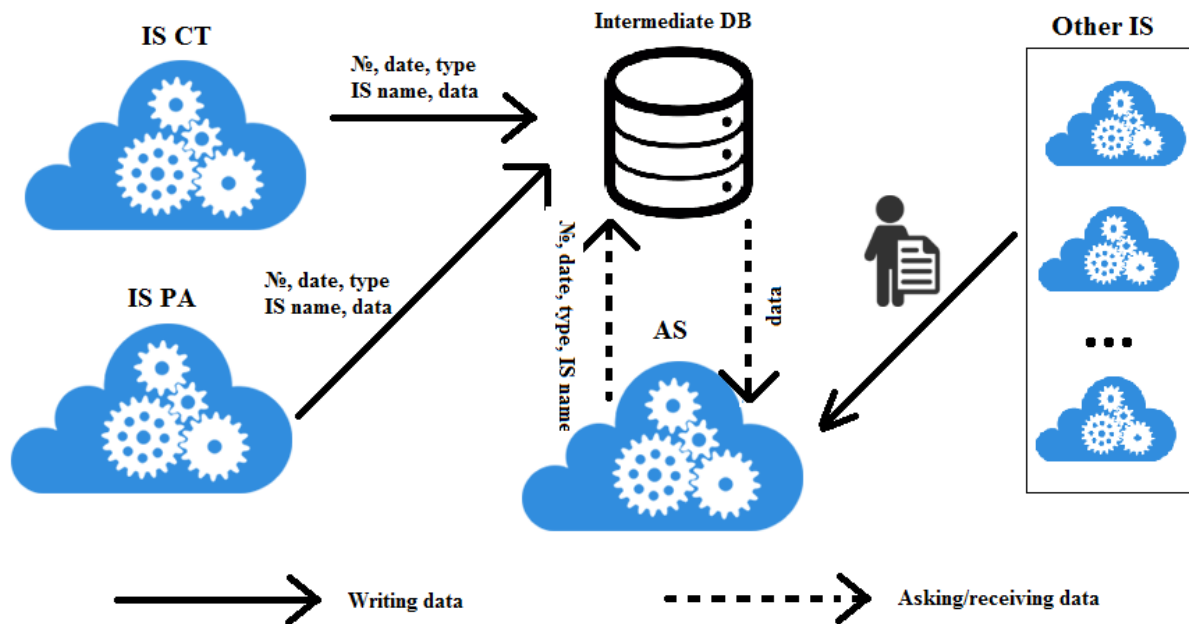 IS CT
№, date, type
IS name, data
Intermediate DB
Other IS
IS PA
№, date, type
IS name, data
№, date, type, IS name
data
AS
Writing data
Asking/receiving data